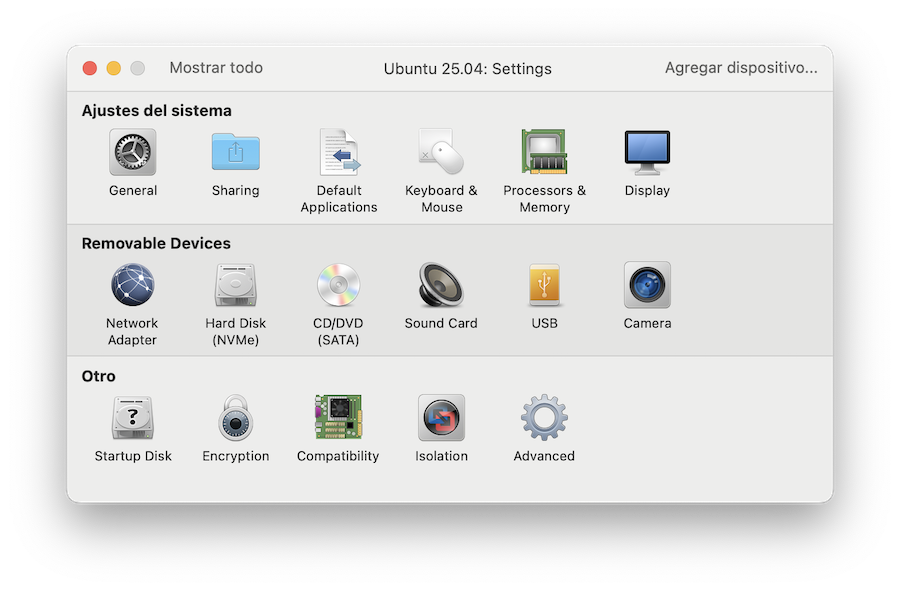 Mostrar todo Ubuntu 25.04: Settings Agregar dispositivo...
Ajustes del sistema
General Sharing Default Applications Keyboard & Mouse Processors & Memory Display
Removable Devices
Network Adapter Hard Disk (NVMe) CD/DVD (SATA) Sound Card USB Camera
Otro
?
Startup Disk Encryption Compatibility Isolation Advanced